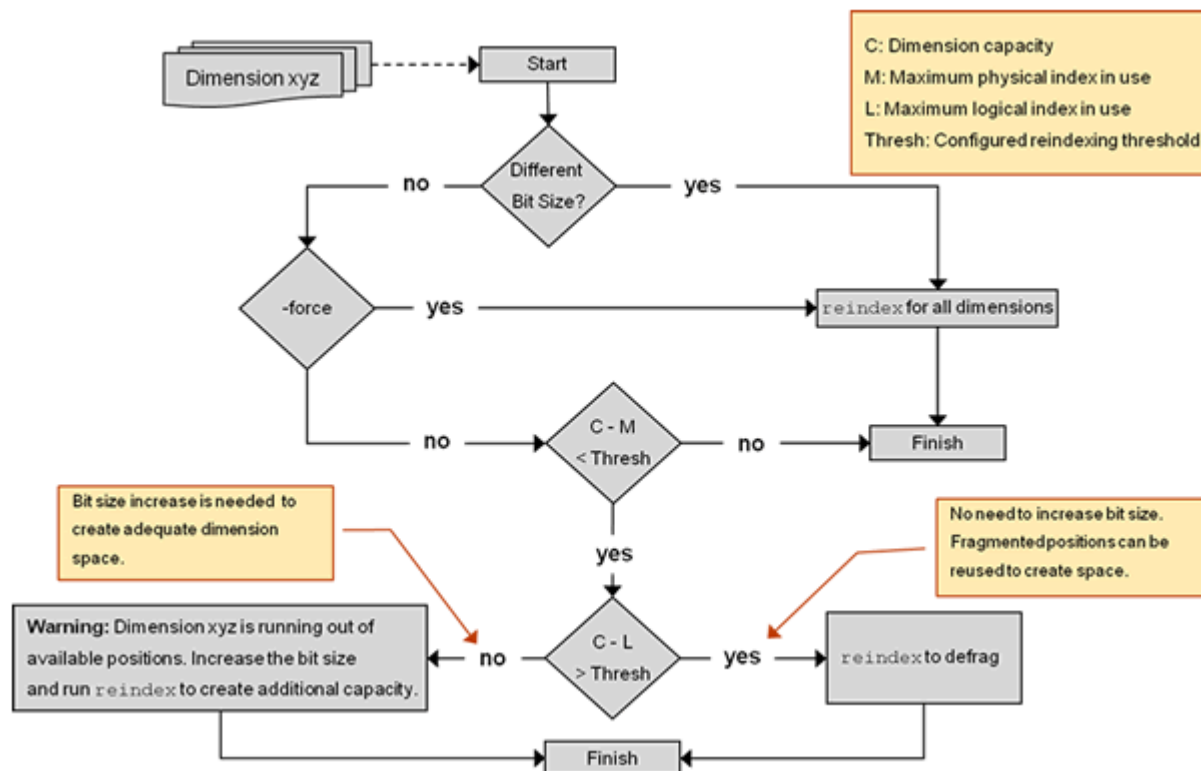 Dimension xyz
Start
C: Dimension capacity
M: Maximum physical index in use
L: Maximum logical index in use
Thresh: Configured reindexing threshold
Different
Bit Size?
no
yes
-force
yes
reindex for all dimensions
no
C - M
< Thresh
no
Finish
Bit size increase is needed to
create adequate dimension
space.
yes
No need to increase bit size.
Fragmented positions can be
reused to create space.
Warning: Dimension xyz is running out of
available positions. Increase the bit size
and run reindex to create additional capacity.
no
C - L
> Thresh
yes
reindex to defrag
Finish